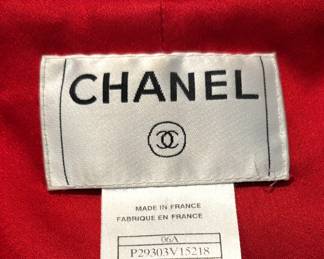 CHANEL
MADE IN FRANCE
FABRIQUE EN FRANCE
06A
P29303V15218